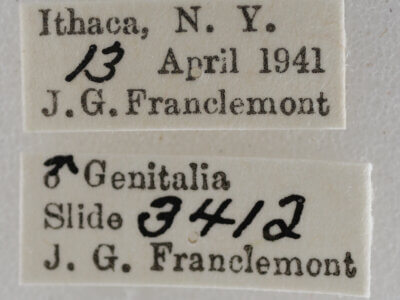 Ithaca, N. Y.
13 April 1941
J. G. Franclemont
♂ Genitalia
Slide 3412
J. G. Franclemont